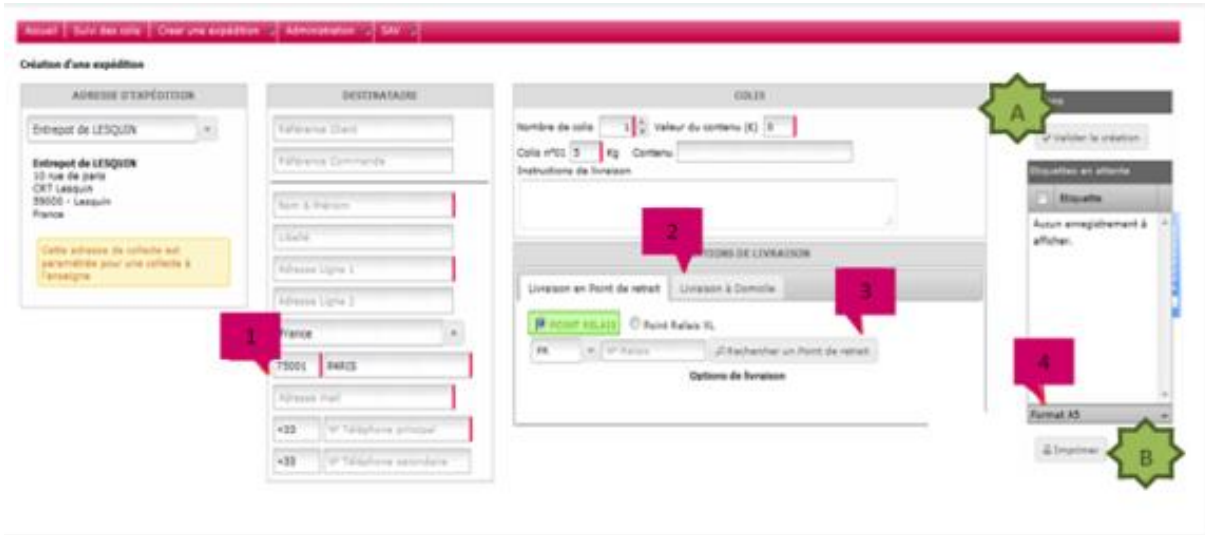 Accueil | Suivi des colis | Créer une expédition | Administration | SAV
Création d'une expédition
ADRESSE D'EXPÉDITION
Entrepot de LESQUIN
Entrepot de LESQUIN
10 rue de paris
CRT Lesquin
59000 - Lesquin
France
Cette adresse de collecte est
paramétrée pour une collecte à
l'enseigne
DESTINATAIRE
Référence Client
Référence Commande
Nom & Prénom
Adresse Ligne 1
Adresse Ligne 2
1
France
75001 PARIS
Adresse mail
+33 N° Téléphone principal
+33 N° Téléphone secondaire
COLIS
Nombre de colis 1 Valeur du contenu (€) 0
Colis n°01 5 Kg Contenu
Instructions de livraison
2
IONS DE LIVRAISON
Livraison en Point de retrait Livraison à Domicile
3
POINT RELAIS Point Relais XL
FR N° Relais Rechercher un Point de retrait
Options de livraison
A
Valider la création
Etiquettes en attente
Etiquette
Aucun enregistrement à
afficher.
4
Format A5
Imprimer
B